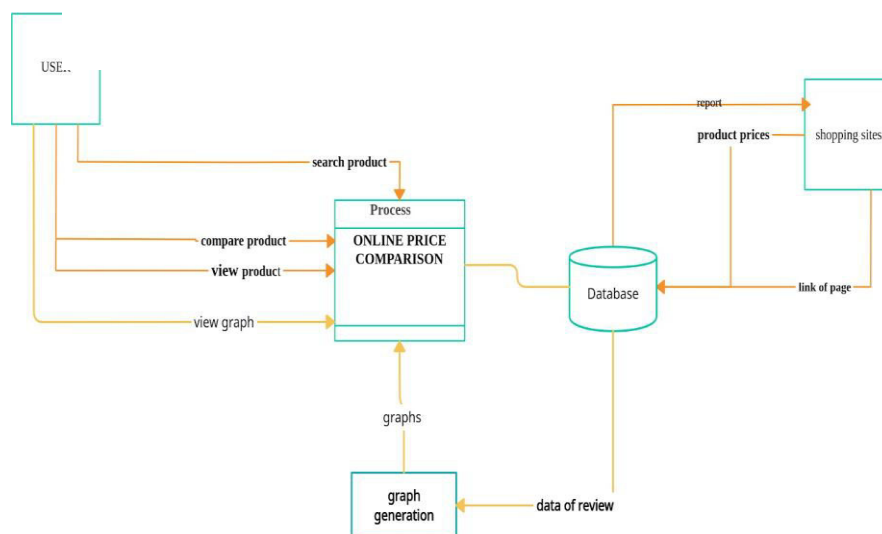 report
product prices
shopping sites
search product
Process
ONLINE PRICE
COMPARISON
compare product
view product
view graph
Database
link of page
graphs
graph
generation
data of review